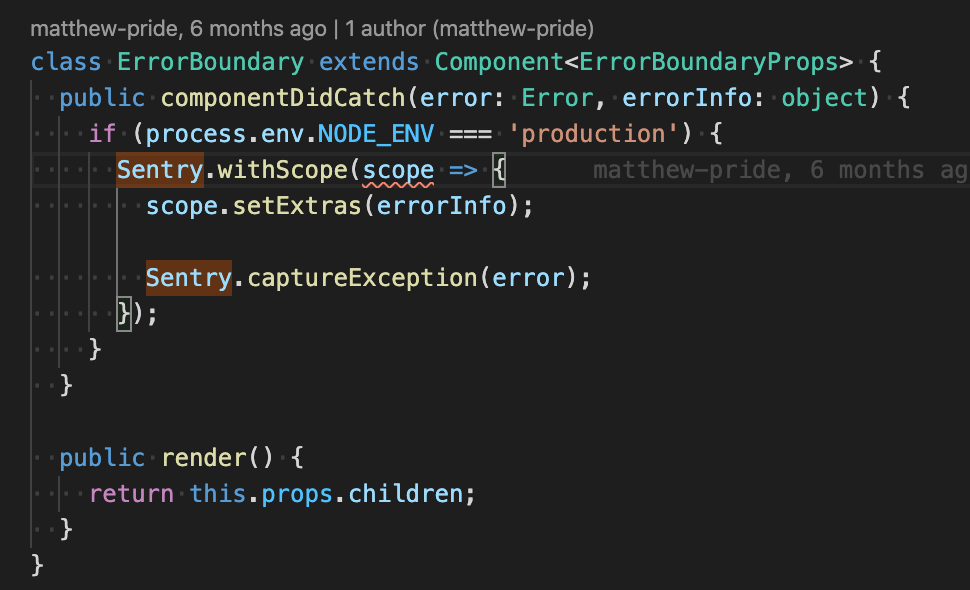 matthew-pride, 6 months ago | 1 author (matthew-pride)
class ErrorBoundary extends Component<ErrorBoundaryProps> {
  public componentDidCatch(error: Error, errorInfo: object) {
    if (process.env.NODE_ENV === 'production') {
      Sentry.withScope(scope => {      matthew-pride, 6 months ag
        scope.setExtras(errorInfo);

        Sentry.captureException(error);
      });
    }
  }

  public render() {
    return this.props.children;
  }
}